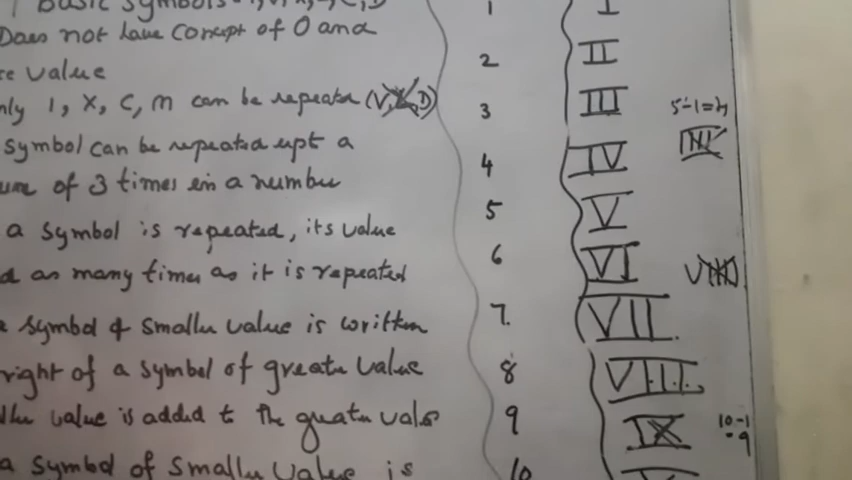 Basic symbols
Does not have concept of 0 and
value
only 1, X, C, M can be repeated (V, L, D)
symbol can be repeated upt a
of 3 times in a number
a symbol is repeated, its value
as many times as it is repeated
symbol of smaller value is written
right of a symbol of greater value
value is added to the greater value
a symbol of smaller value is
1 I
2 II
3 III
4 IV
5 V
6 VI
7. VII
8 VIII
9 IX
10
5-1=4
IIII
10-1
=9